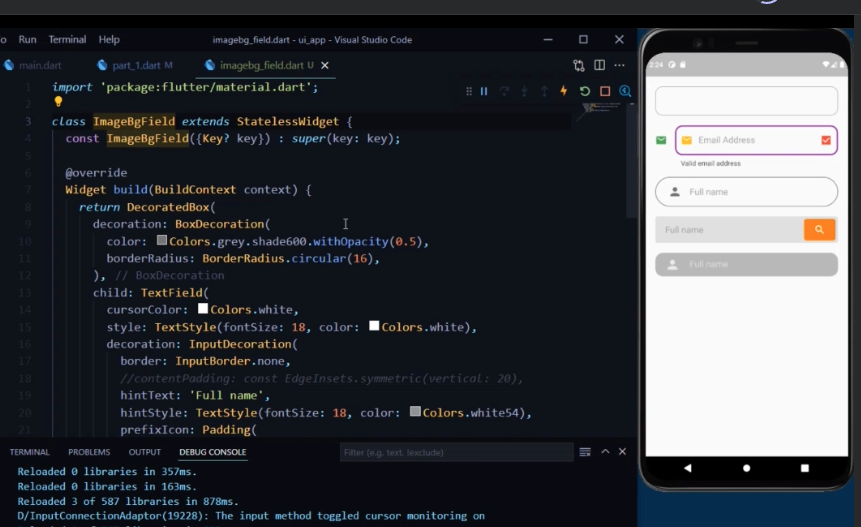 o Run Terminal Help imagebg_field.dart - ui_app - Visual Studio Code
main.dart part_1.dart M imagebg_field.dart U
1 import 'package:flutter/material.dart';
2
3 class ImageBgField extends StatelessWidget {
4 const ImageBgField({Key? key}) : super(key: key);
5
6 @override
7 Widget build(BuildContext context) {
8 return DecoratedBox(
9 decoration: BoxDecoration(
10 color: Colors.grey.shade600.withOpacity(0.5),
11 borderRadius: BorderRadius.circular(16),
12 ), // BoxDecoration
13 child: TextField(
14 cursorColor: Colors.white,
15 style: TextStyle(fontSize: 18, color: Colors.white),
16 decoration: InputDecoration(
17 border: InputBorder.none,
18 //contentPadding: const EdgeInsets.symmetric(vertical: 20),
19 hintText: 'Full name',
20 hintStyle: TextStyle(fontSize: 18, color: Colors.white54),
21 prefixIcon: Padding(
TERMINAL PROBLEMS OUTPUT DEBUG CONSOLE Filter (e.g. text, !exclude)
Reloaded 0 libraries in 357ms.
Reloaded 0 libraries in 163ms.
Reloaded 3 of 587 libraries in 878ms.
D/InputConnectionAdaptor(19228): The input method toggled cursor monitoring on
2:24
Email Address
Valid email address
Full name
Full name
Full name